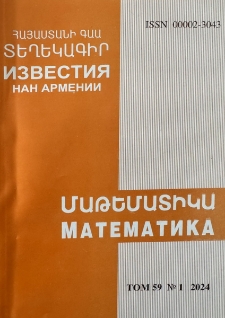 ISSN 00002-3043
ՀԱՅԱՍՏԱՆԻ ԳԱԱ
ՏԵՂԵԿԱԳԻՐ
ИЗВЕСТИЯ
НАН АРМЕНИИ
ՄԱԹԵՄԱՏԻԿԱ
МАТЕМАТИКА
ТОМ 59 № 1 2024